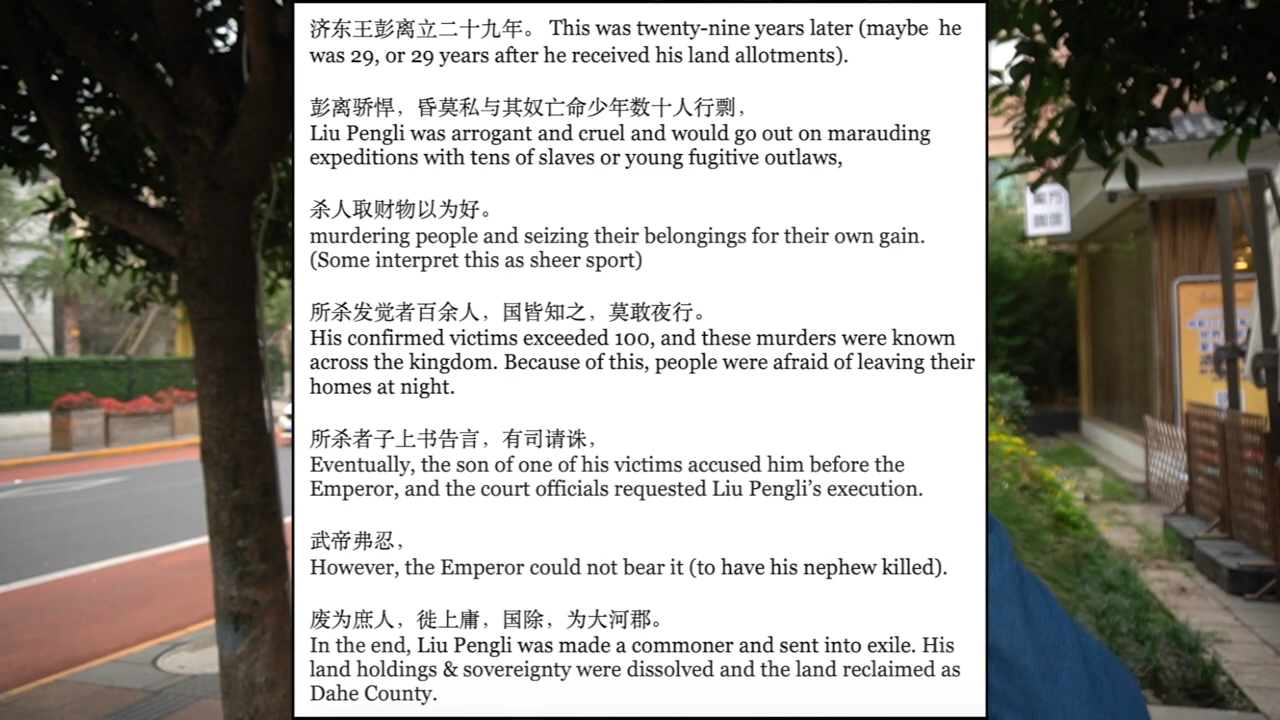 济东王彭离立二十九年。 This was twenty-nine years later (maybe he
was 29, or 29 years after he received his land allotments).
彭离骄悍，昏莫私与其奴亡命少年数十人行剽，
Liu Pengli was arrogant and cruel and would go out on marauding
expeditions with tens of slaves or young fugitive outlaws,
杀人取财物以为好。
murdering people and seizing their belongings for their own gain.
(Some interpret this as sheer sport)
所杀发觉者百余人，国皆知之，莫敢夜行。
His confirmed victims exceeded 100, and these murders were known
across the kingdom. Because of this, people were afraid of leaving their
homes at night.
所杀者子上书告言，有司请诛，
Eventually, the son of one of his victims accused him before the
Emperor, and the court officials requested Liu Pengli’s execution.
武帝弗忍，
However, the Emperor could not bear it (to have his nephew killed).
废为庶人，徙上庸，国除，为大河郡。
In the end, Liu Pengli was made a commoner and sent into exile. His
land holdings & sovereignty were dissolved and the land reclaimed as
Dahe County.